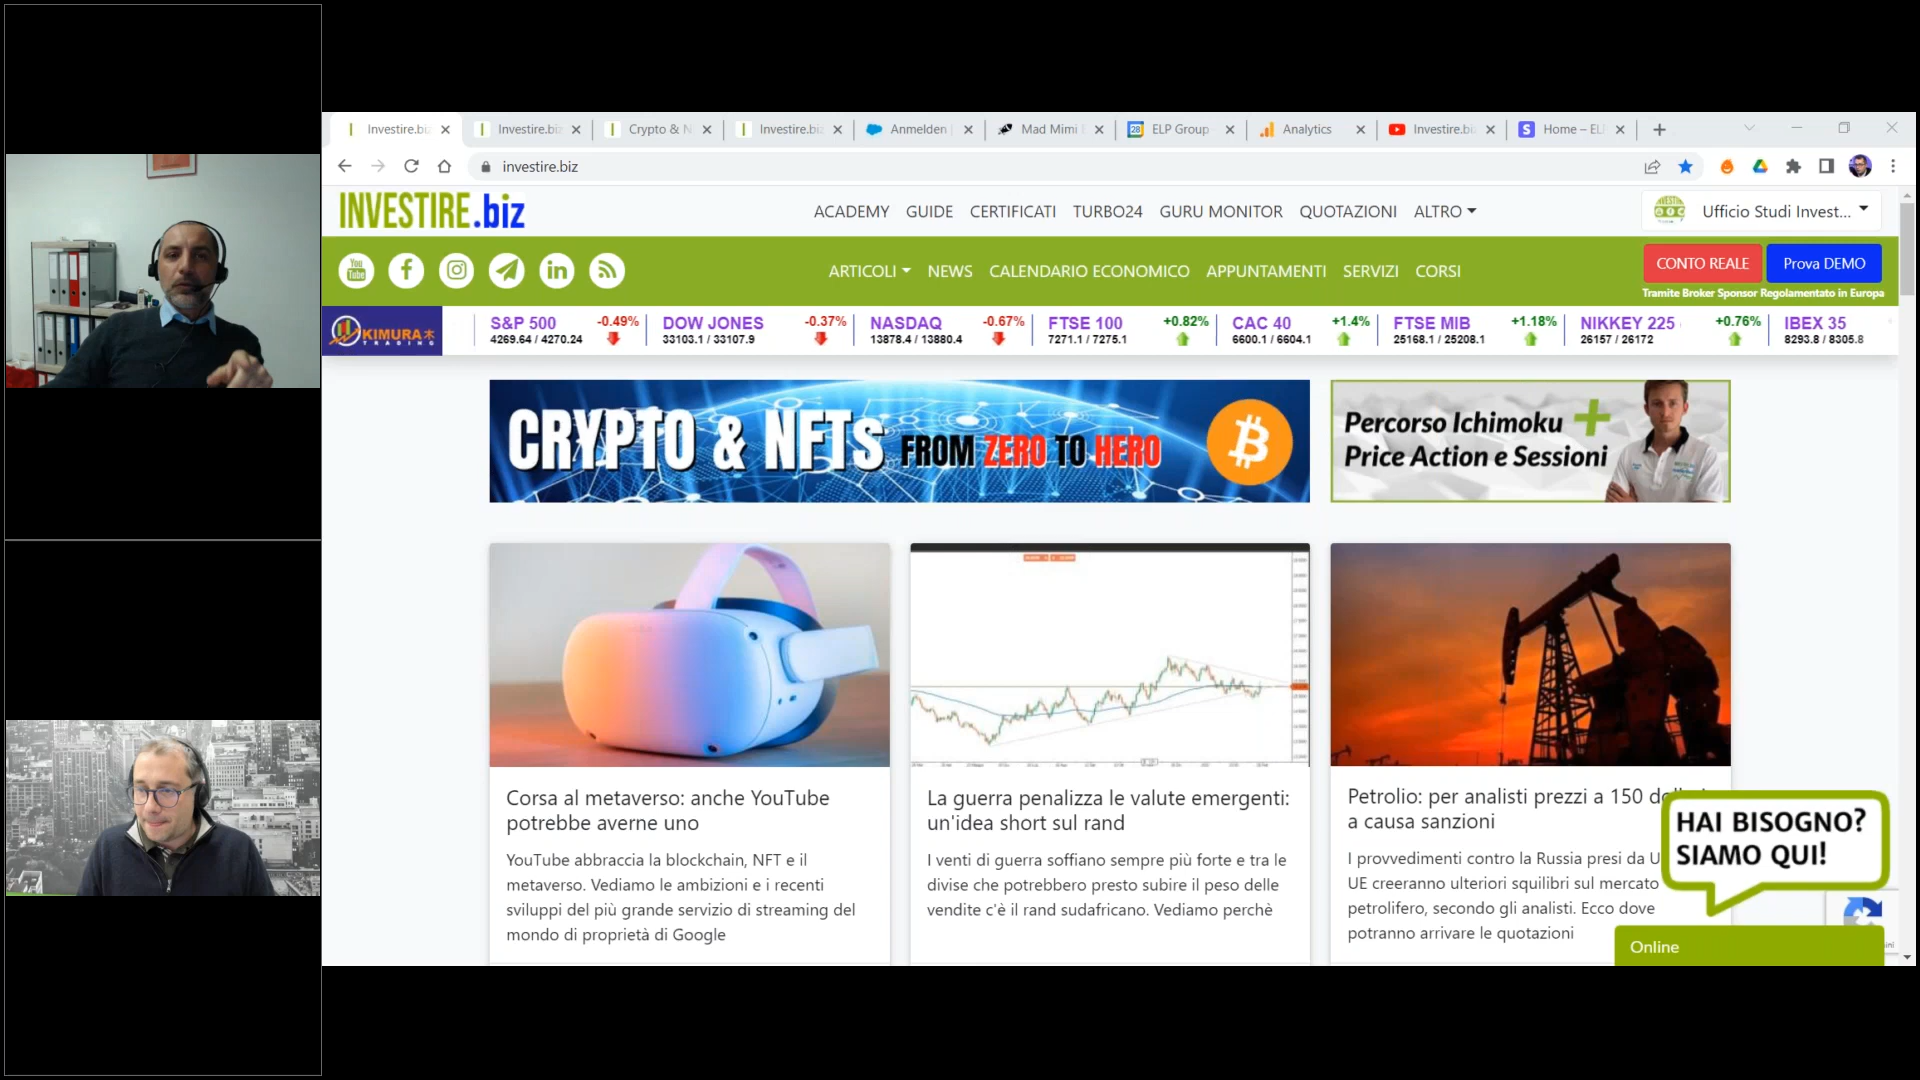 Investire.bi
Investire.biz
Crypto & N
Investire.biz
Anmelden
Mad Mimi
28
ELP Group
Analytics
Investire.bi
S
Home – EL
investire.biz
INVESTIRE.biz
ACADEMY
GUIDE
CERTIFICATI
TURBO24
GURU MONITOR
QUOTAZIONI
ALTRO
Ufficio Studi Invest...
You
Tube
in
ARTICOLI
NEWS
CALENDARIO ECONOMICO
APPUNTAMENTI
SERVIZI
CORSI
CONTO REALE
Prova DEMO
Tramite Broker Sponsor Regolamentato in Europa
KIMURA
TRADING
S&P 500
-0.49%
4269.64 / 4270.24
DOW JONES
-0.37%
33103.1 / 33107.9
NASDAQ
-0.67%
13878.4 / 13880.4
FTSE 100
+0.82%
7271.1 / 7275.1
CAC 40
+1.4%
6600.1 / 6604.1
FTSE MIB
+1.18%
25168.1 / 25208.1
NIKKEY 225
+0.76%
26157 / 26172
IBEX 35
8293.8 / 8305.8
CRYPTO & NFTs FROM ZERO TO HERO
Percorso Ichimoku +
Price Action e Sessioni
Corsa al metaverso: anche YouTube
potrebbe averne uno
YouTube abbraccia la blockchain, NFT e il
metaverso. Vediamo le ambizioni e i recenti
sviluppi del più grande servizio di streaming del
mondo di proprietà di Google
La guerra penalizza le valute emergenti:
un'idea short sul rand
I venti di guerra soffiano sempre più forte e tra le
divise che potrebbero presto subire il peso delle
vendite c'è il rand sudafricano. Vediamo perchè
Petrolio: per analisti prezzi a 150 do
a causa sanzioni
I provvedimenti contro la Russia presi da U
UE creeranno ulteriori squilibri sul mercato
petrolifero, secondo gli analisti. Ecco dove
potranno arrivare le quotazioni
HAI BISOGNO?
SIAMO QUI!
Online